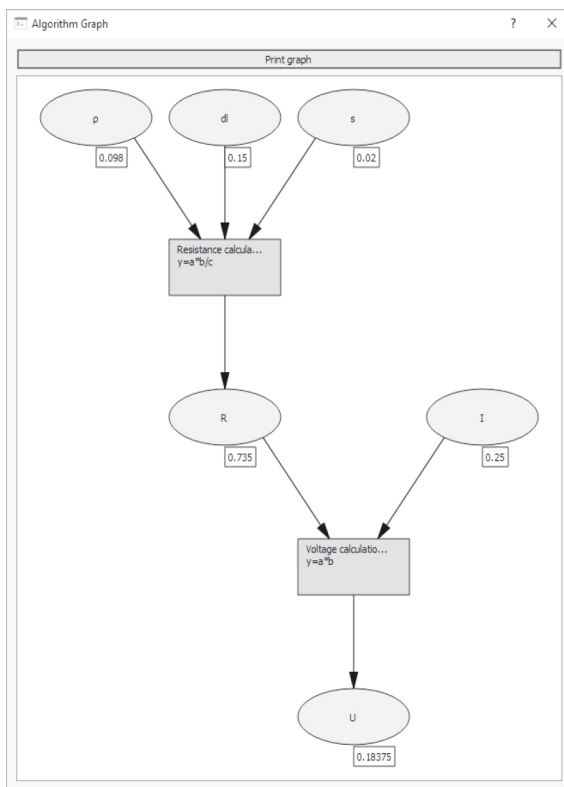 Algorithm Graph
?
Print graph
ρ
dl
s
0.098
0.15
0.02
Resistance calcula...
y=a*b/c
R
I
0.735
0.25
Voltage calculatio...
y=a*b
U
0.18375